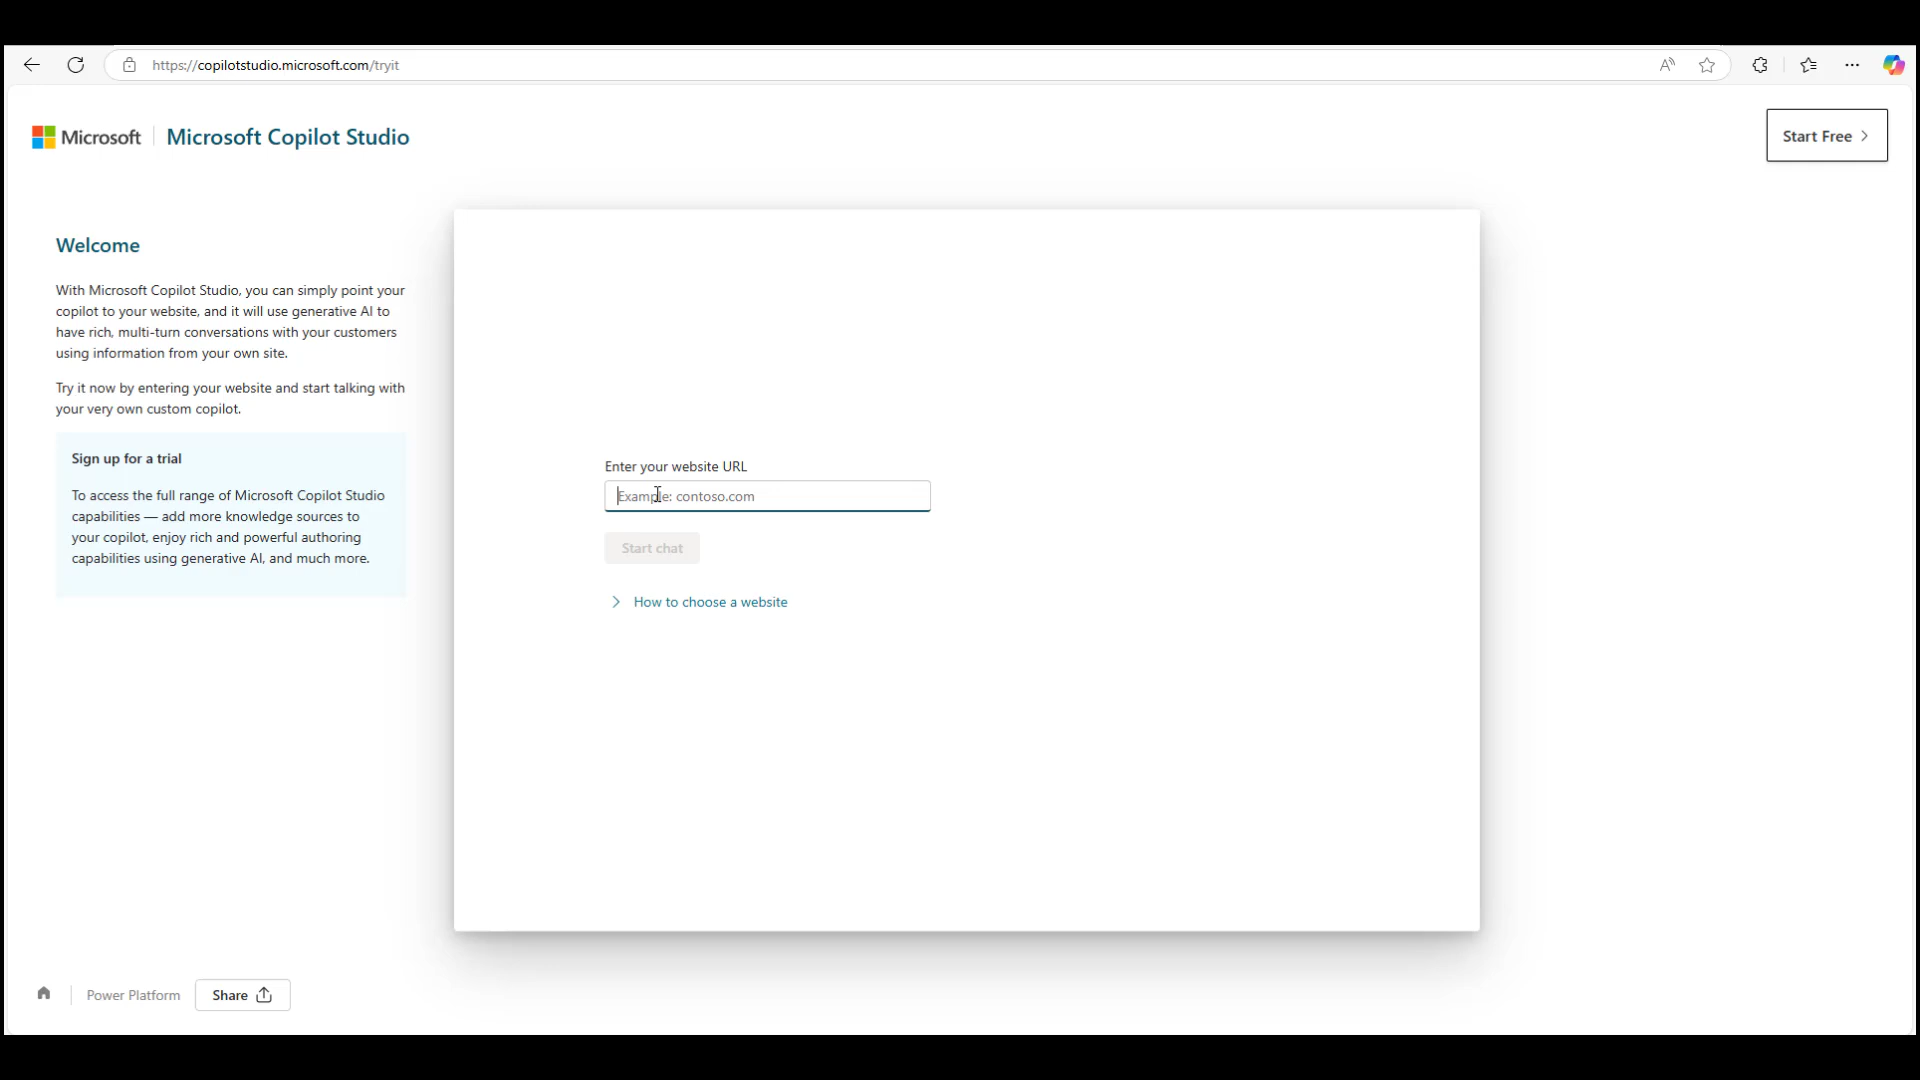 https://copilotstudio.microsoft.com/tryit
Microsoft
Microsoft Copilot Studio
Start Free
Welcome
With Microsoft Copilot Studio, you can simply point your
copilot to your website, and it will use generative AI to
have rich, multi-turn conversations with your customers
using information from your own site.
Try it now by entering your website and start talking with
your very own custom copilot.
Sign up for a trial
To access the full range of Microsoft Copilot Studio
capabilities — add more knowledge sources to
your copilot, enjoy rich and powerful authoring
capabilities using generative AI, and much more.
Enter your website URL
Example: contoso.com
Start chat
How to choose a website
Power Platform
Share